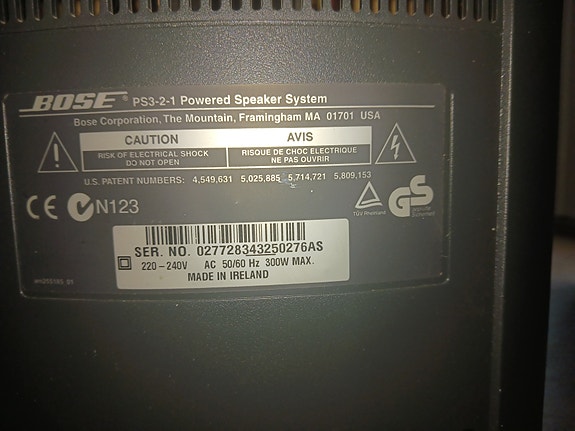 BOSE® PS3-2-1 Powered Speaker System
Bose Corporation, The Mountain, Framingham MA 01701 USA
CAUTION
RISK OF ELECTRICAL SHOCK
DO NOT OPEN
AVIS
RISQUE DE CHOC ELECTRIQUE
NE PAS OUVRIR
U.S. PATENT NUMBERS: 4,549,631 5,025,885 5,714,721 5,809,153
CE N123
TÜV Rheinland
GS geprüfte Sicherheit
SER. NO. 027728343250276AS
220-240V AC 50/60 Hz 300W MAX.
MADE IN IRELAND